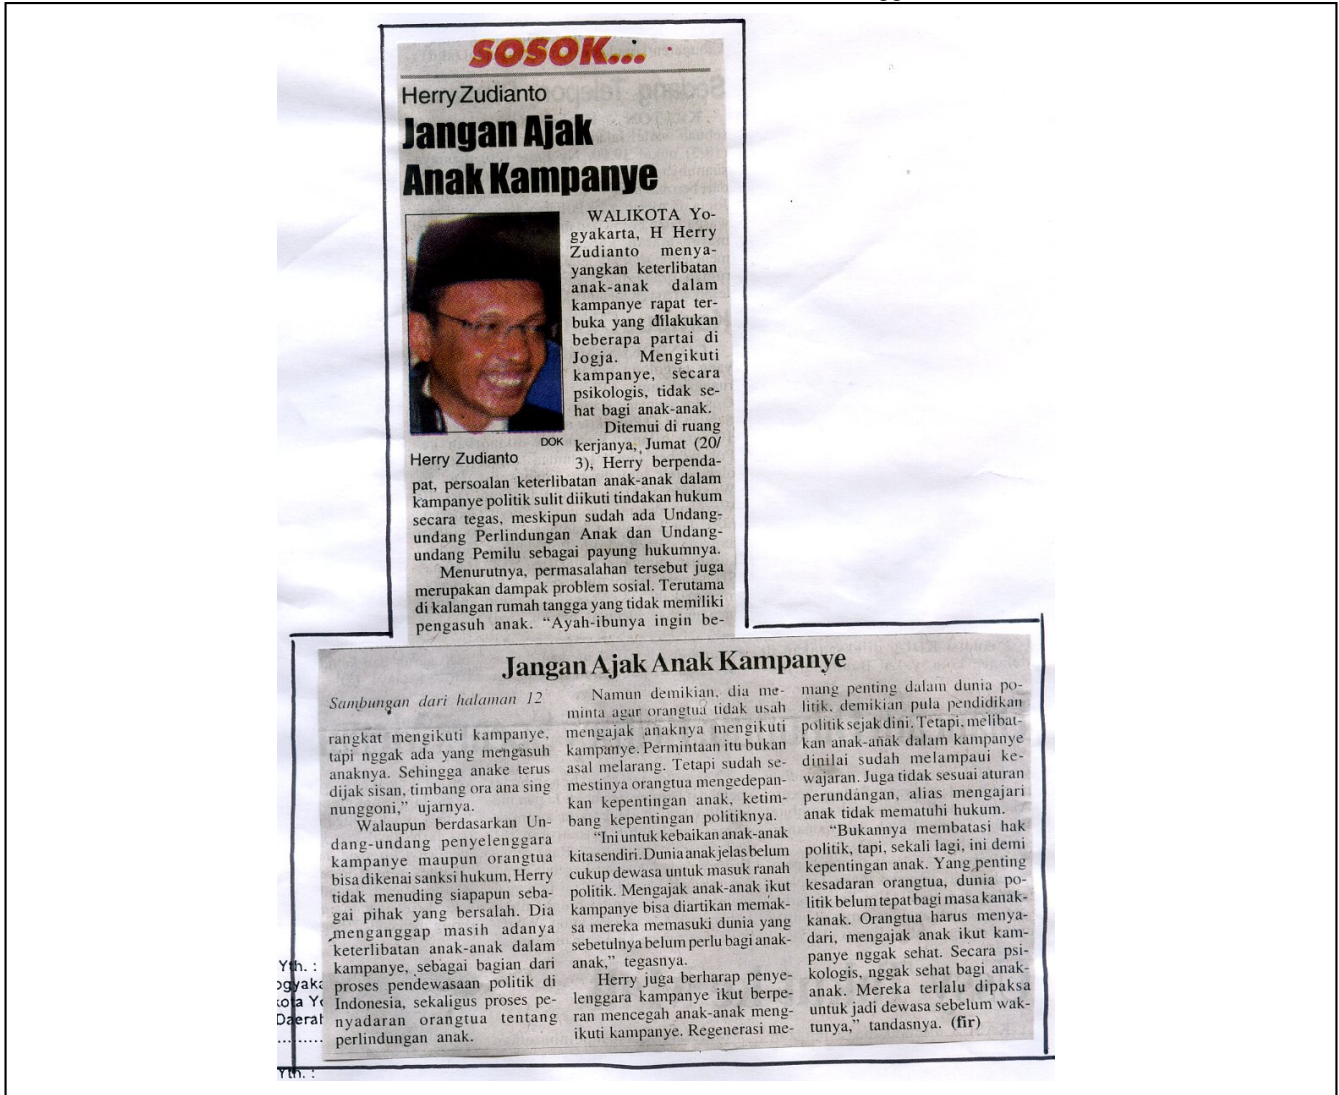 SOSOK...
Herry Zudianto
Jangan Ajak
Anak Kampanye
WALIKOTA Yo-
gyakarta, H Herry
Zudianto menya-
yangkan keterlibatan
anak-anak dalam
kampanye rapat ter-
buka yang dilakukan
beberapa partai di
Jogja. Mengikuti
kampanye, secara
psikologis, tidak se-
hat bagi anak-anak.
Ditemui di ruang
kerjanya, Jumat (20/
3), Herry berpenda-
DOK
Herry Zudianto
pat, persoalan keterlibatan anak-anak dalam
kampanye politik sulit diikuti tindakan hukum
secara tegas, meskipun sudah ada Undang-
undang Perlindungan Anak dan Undang-
undang Pemilu sebagai payung hukumnya.
Menurutnya, permasalahan tersebut juga
merupakan dampak problem sosial. Terutama
di kalangan rumah tangga yang tidak memiliki
pengasuh anak. “Ayah-ibunya ingin be-
Jangan Ajak Anak Kampanye
Sambungan dari halaman 12
rangkat mengikuti kampanye,
tapi nggak ada yang mengasuh
anaknya. Sehingga anake terus
dijak sisan, timbang ora ana sing
nunggoni,” ujarnya.
Walaupun berdasarkan Un-
dang-undang penyelenggara
kampanye maupun orangtua
bisa dikenai sanksi hukum, Herry
tidak menuding siapapun seba-
gai pihak yang bersalah. Dia
menganggap masih adanya
keterlibatan anak-anak dalam
kampanye, sebagai bagian dari
proses pendewasaan politik di
Indonesia, sekaligus proses pe-
nyadaran orangtua tentang
perlindungan anak.
Namun demikian, dia me-
minta agar orangtua tidak usah
mengajak anaknya mengikuti
kampanye. Permintaan itu bukan
asal melarang. Tetapi sudah se-
mestinya orangtua mengedepan-
kan kepentingan anak, ketim-
bang kepentingan politiknya.
“Ini untuk kebaikan anak-anak
kita sendiri. Dunia anak jelas belum
cukup dewasa untuk masuk ranah
politik. Mengajak anak-anak ikut
kampanye bisa diartikan memak-
sa mereka memasuki dunia yang
sebetulnya belum perlu bagi anak-
anak,” tegasnya.
Herry juga berharap penye-
lenggara kampanye ikut berpe-
ran mencegah anak-anak meng-
ikuti kampanye. Regenerasi me-
mang penting dalam dunia po-
litik, demikian pula pendidikan
politik sejak dini. Tetapi, melibat-
kan anak-anak dalam kampanye
dinilai sudah melampaui ke-
wajaran. Juga tidak sesuai aturan
perundangan, alias mengajari
anak tidak mematuhi hukum.
“Bukannya membatasi hak
politik, tapi, sekali lagi, ini demi
kepentingan anak. Yang penting
kesadaran orangtua, dunia po-
litik belum tepat bagi masa kanak-
kanak. Orangtua harus menya-
dari, mengajak anak ikut kam-
panye nggak sehat. Secara psi-
kologis, nggak sehat bagi anak-
anak. Mereka terlalu dipaksa
untuk jadi dewasa sebelum wak-
tunya,” tandasnya. (fir)
Yth. :
Daerah
Yth. :